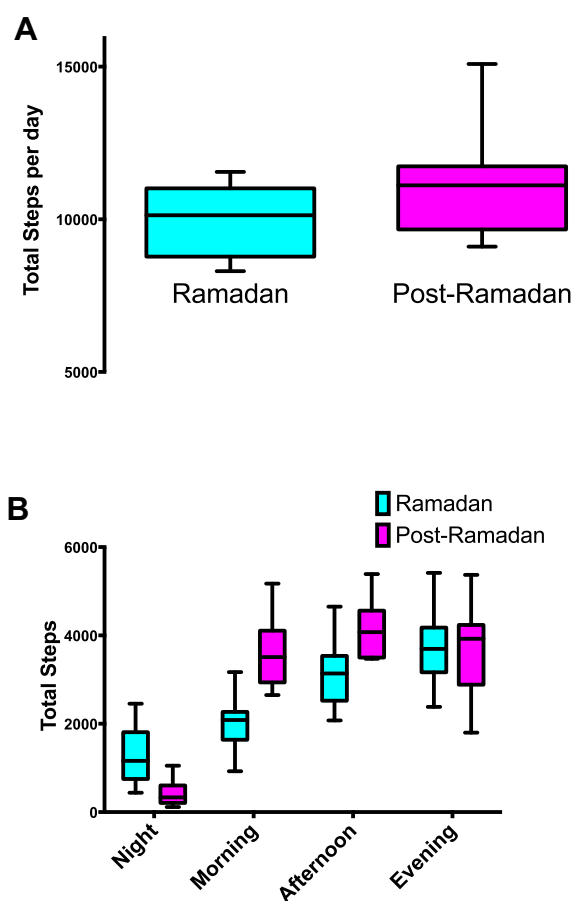 A
Total Steps per day
15000
10000
5000
Ramadan
Post-Ramadan
B
Ramadan
Post-Ramadan
Total Steps
6000
4000
2000
0
Night
Morning
Afternoon
Evening